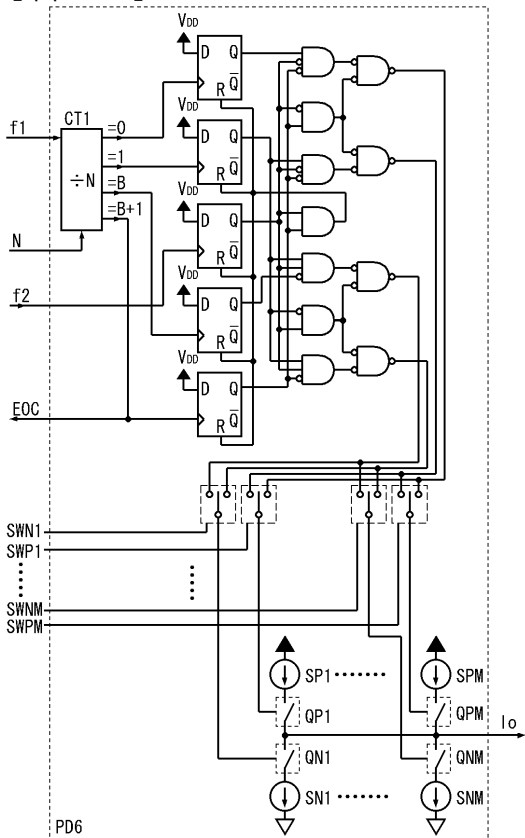 VDD
D Q
Q
R
CT1
f1
=0
VDD
D Q
Q
R
÷N
=1
=B
VDD
=B+1
D Q
Q
R
N
VDD
f2
D Q
Q
R
VDD
EOC
D Q
Q
R
SWN1
SWP1
SWNM
SWPM
SP1
SPM
QP1
QPM
Io
QN1
QNM
SN1
SNM
PD6